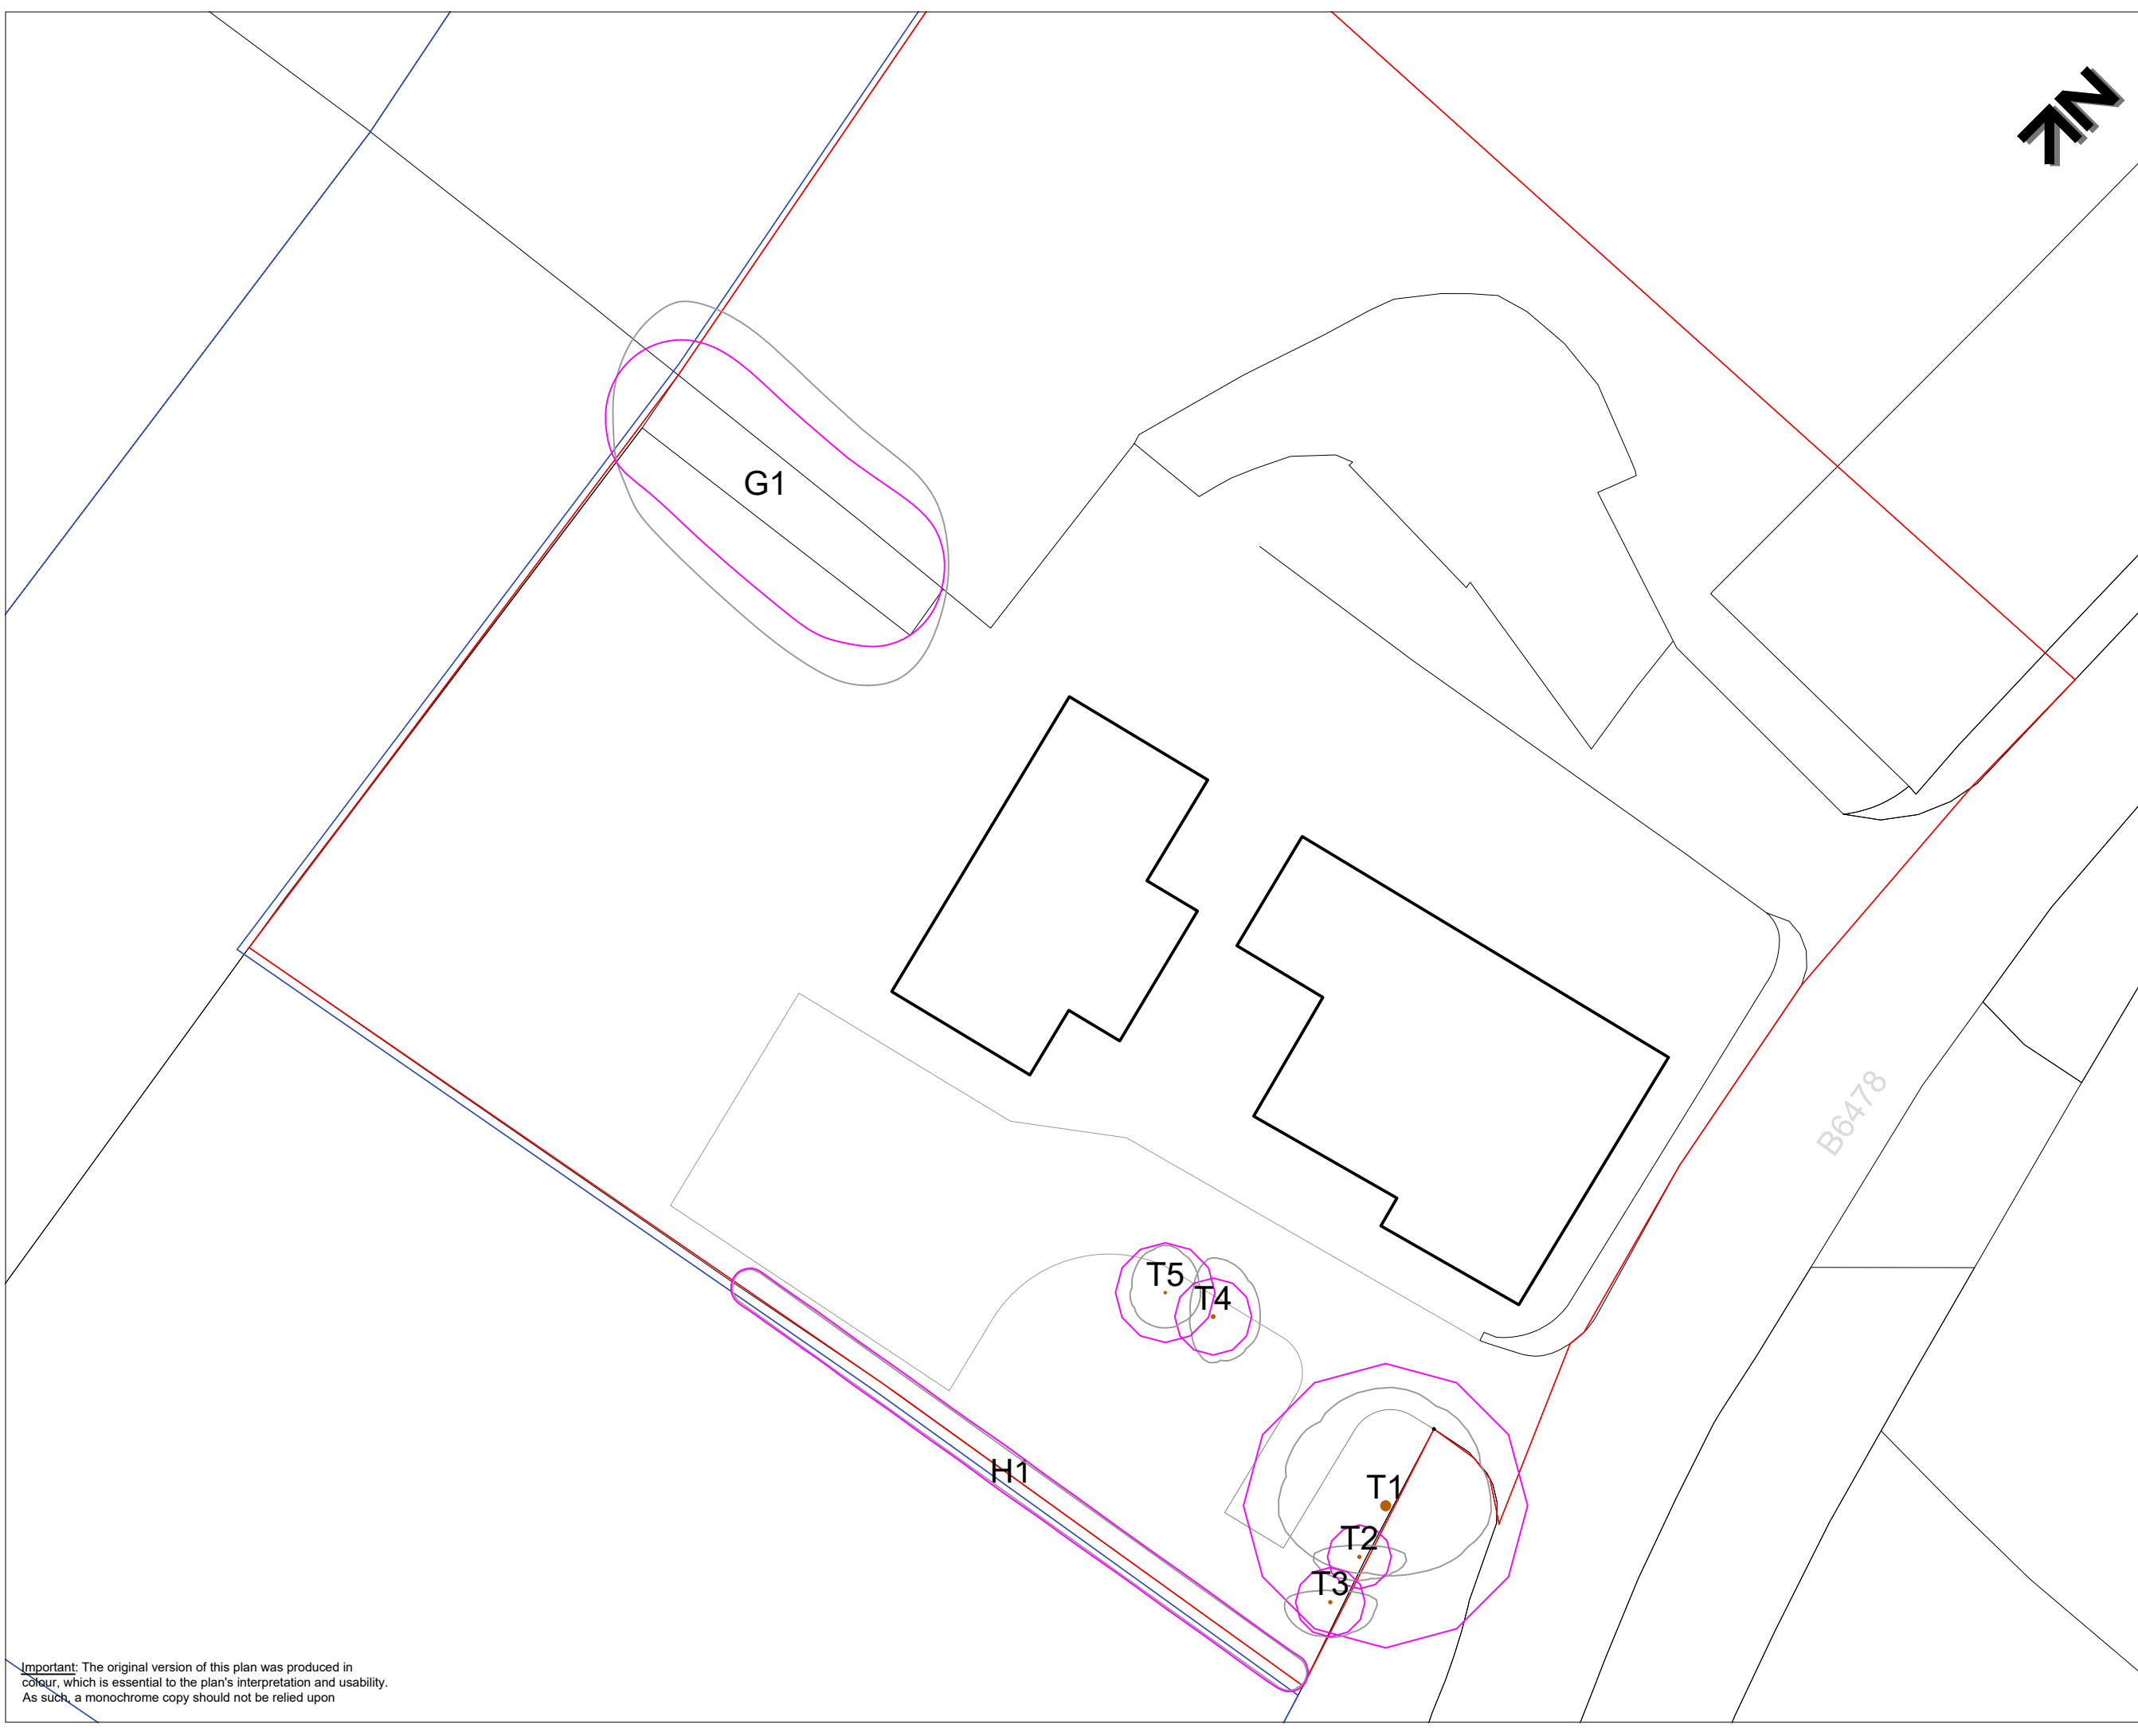 N
G1
B6478
T5
T4
H1
T1
T2
T3
Important: The original version of this plan was produced in
colour, which is essential to the plan's interpretation and usability.
As such, a monochrome copy should not be relied upon